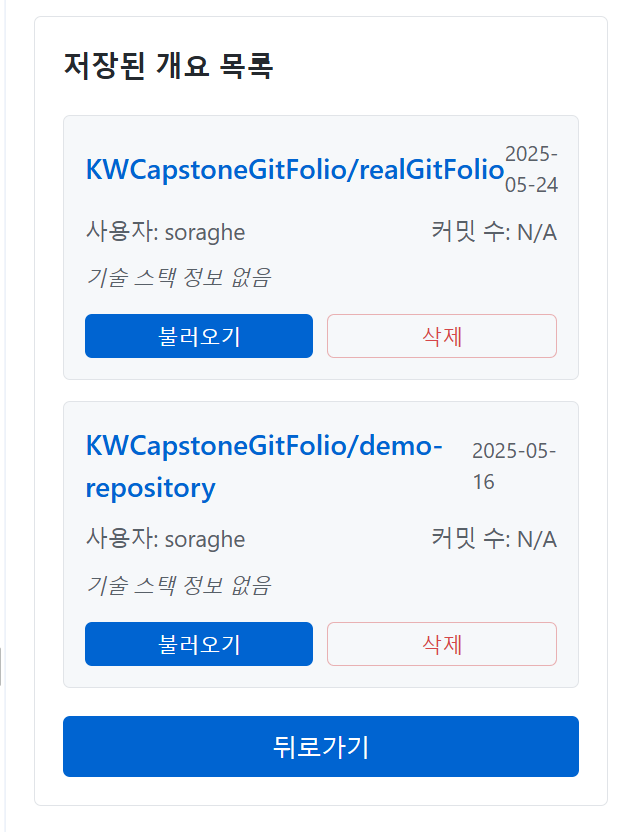 저장된 개요 목록
KWCapstoneGitFolio/realGitFolio
2025-
05-24
사용자: soraghe
커밋 수: N/A
기술 스택 정보 없음
불러오기
삭제
KWCapstoneGitFolio/demo-
repository
2025-05-
16
사용자: soraghe
커밋 수: N/A
기술 스택 정보 없음
불러오기
삭제
뒤로가기